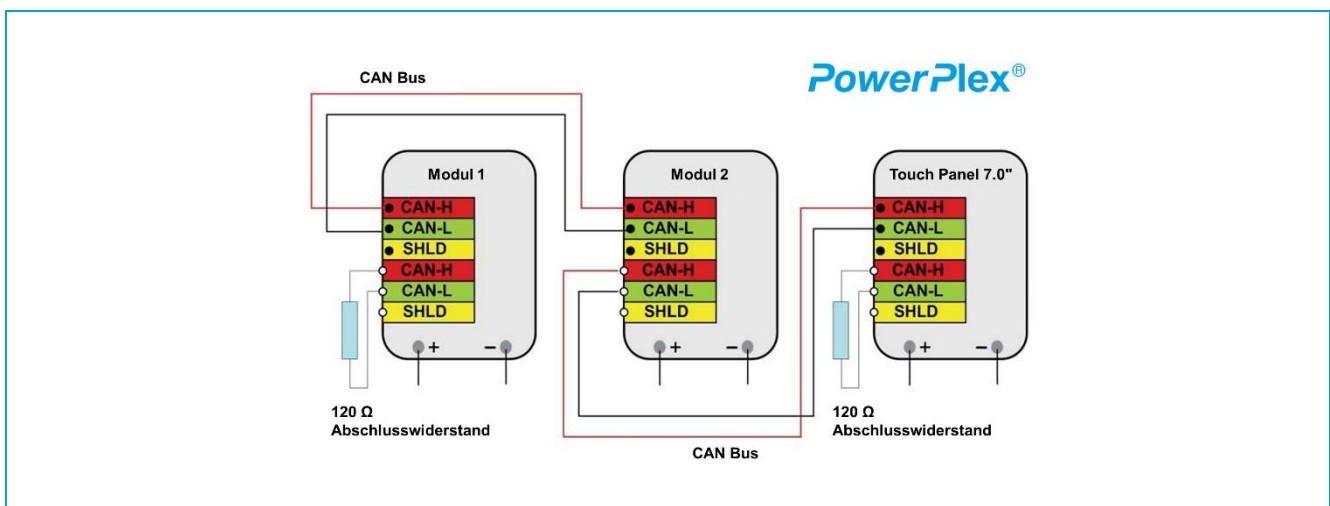 PowerPlex®
CAN Bus
Modul 1
CAN-H
CAN-L
SHLD
CAN-H
CAN-L
SHLD
+ −
120 Ω
Abschlusswiderstand
Modul 2
CAN-H
CAN-L
SHLD
CAN-H
CAN-L
SHLD
+ −
Touch Panel 7.0"
CAN-H
CAN-L
SHLD
CAN-H
CAN-L
SHLD
+ −
120 Ω
Abschlusswiderstand
CAN Bus